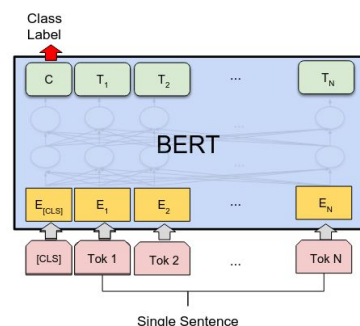 Class
Label
C T1 T2 ... TN
BERT
E[CLS] E1 E2 ... EN
[CLS] Tok 1 Tok 2 ... Tok N
Single Sentence